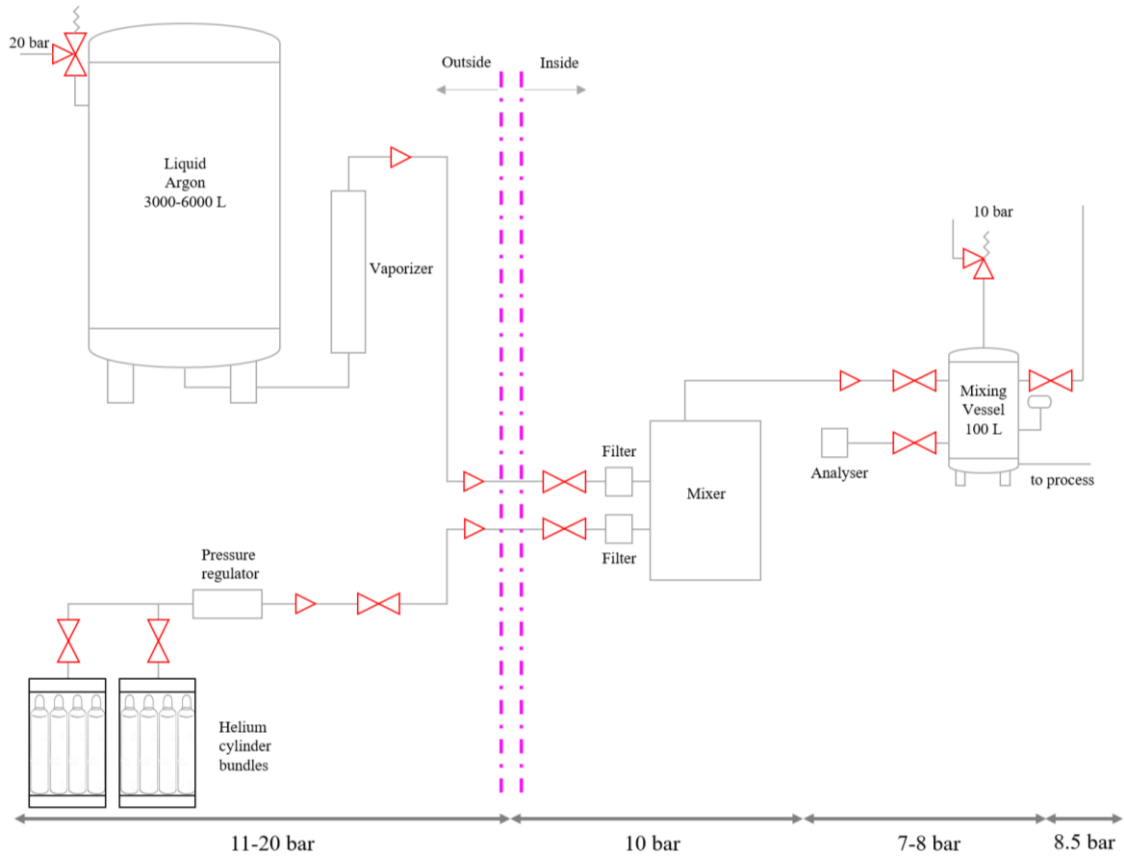 20 bar
Outside
Inside
Liquid
Argon
3000-6000 L
Vaporizer
10 bar
Mixing
Vessel
100 L
Filter
Analyser
to process
Mixer
Filter
Pressure
regulator
Helium
cylinder
bundles
11-20 bar
10 bar
7-8 bar
8.5 bar